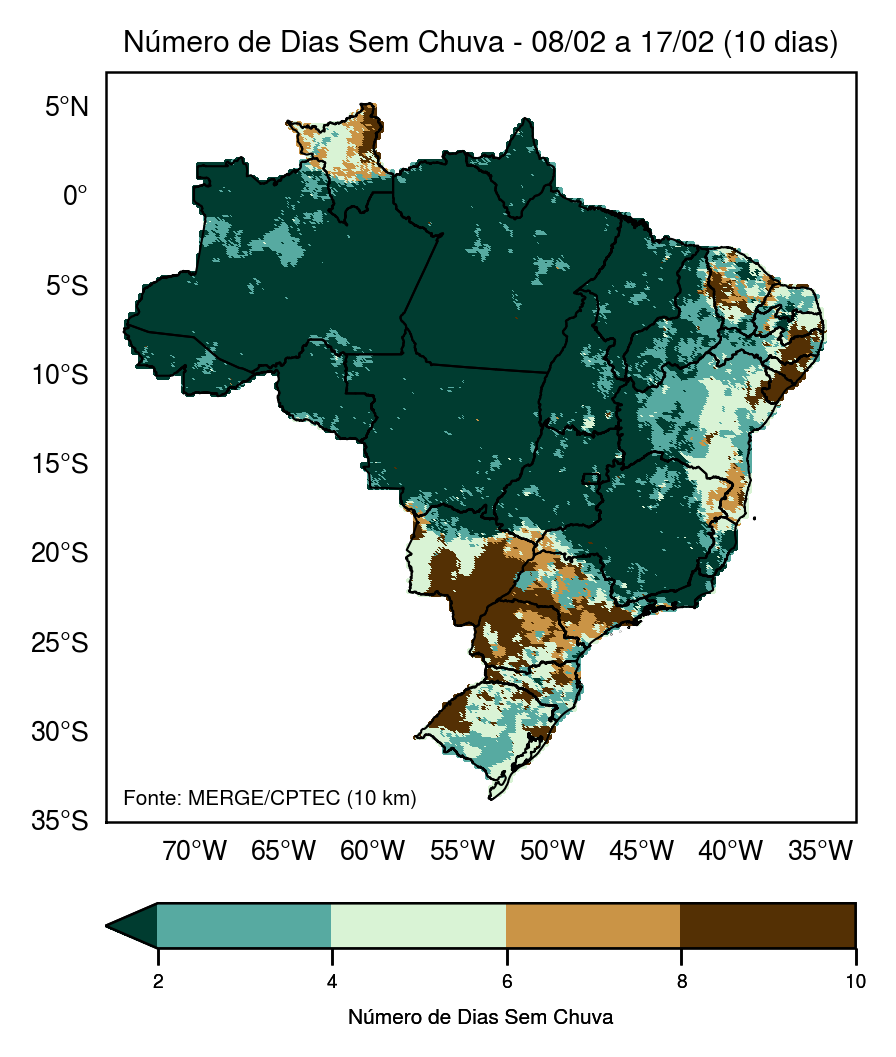 Número de Dias Sem Chuva - 08/02 a 17/02 (10 dias)
5°N
0°
5°S
10°S
15°S
20°S
25°S
30°S
35°S
Fonte: MERGE/CPTEC (10 km)
70°W 65°W 60°W 55°W 50°W 45°W 40°W 35°W
2 4 6 8 10
Número de Dias Sem Chuva